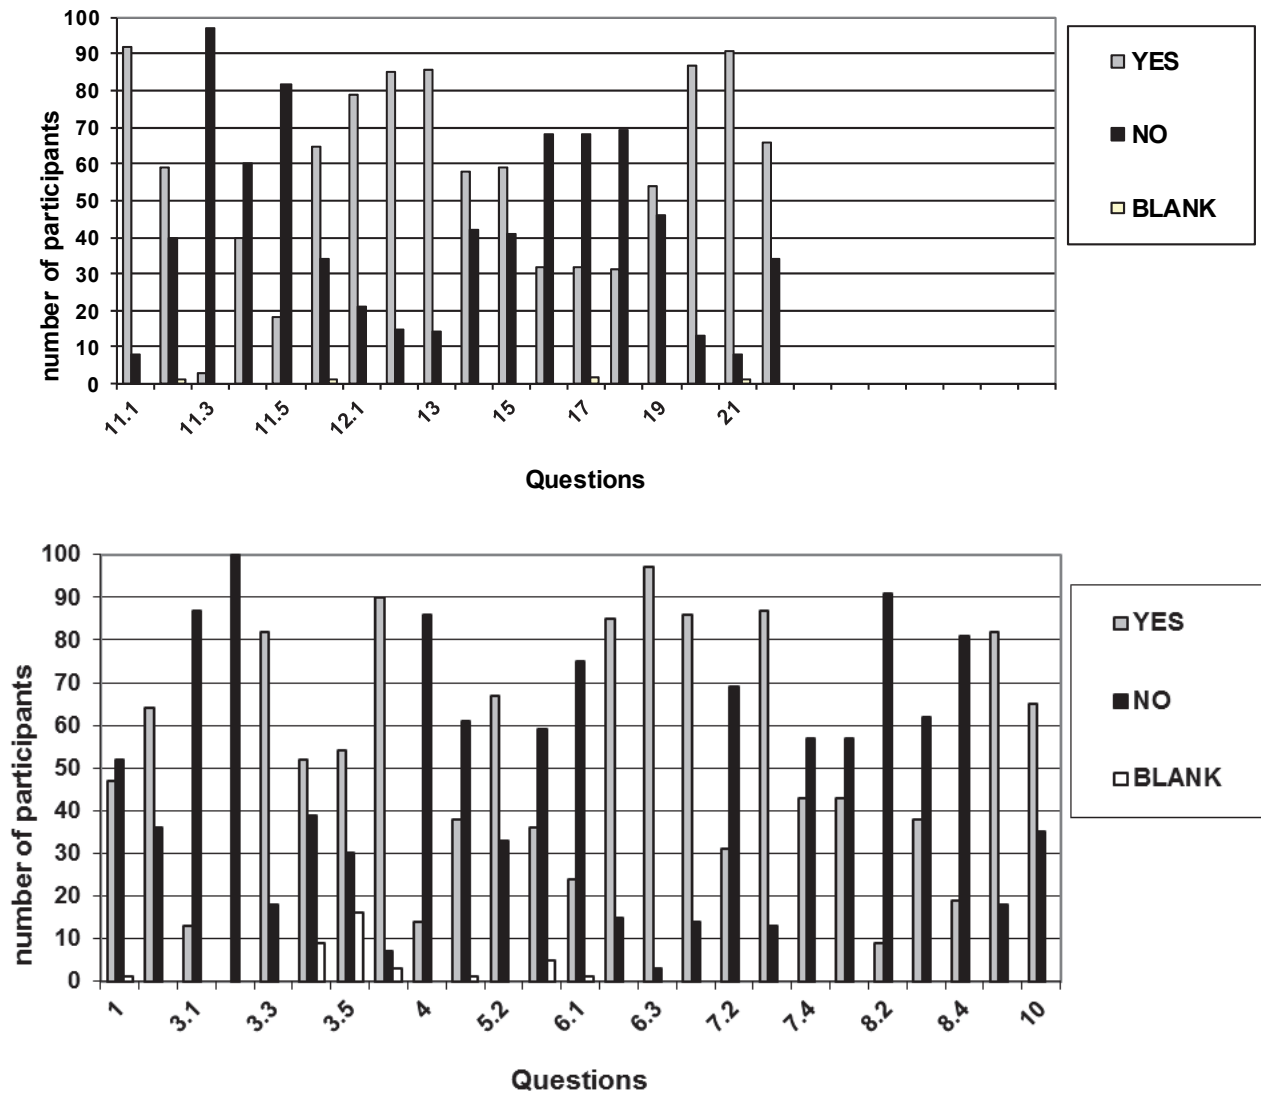 100
90
80
70
60
50
40
30
20
10
0
number of participants
11.1 11.3 11.5 12.1 13 15 17 19 21
Questions
YES
NO
BLANK
100
90
80
70
60
50
40
30
20
10
0
number of participants
1 3.1 3.3 3.5 4 5.2 6.1 6.3 7.2 7.4 8.2 8.4 10
Questions
YES
NO
BLANK